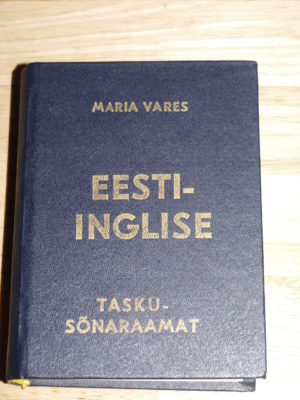 MARIA VARES
EESTI-
INGLISE
TASKU-
SÕNARAAMAT